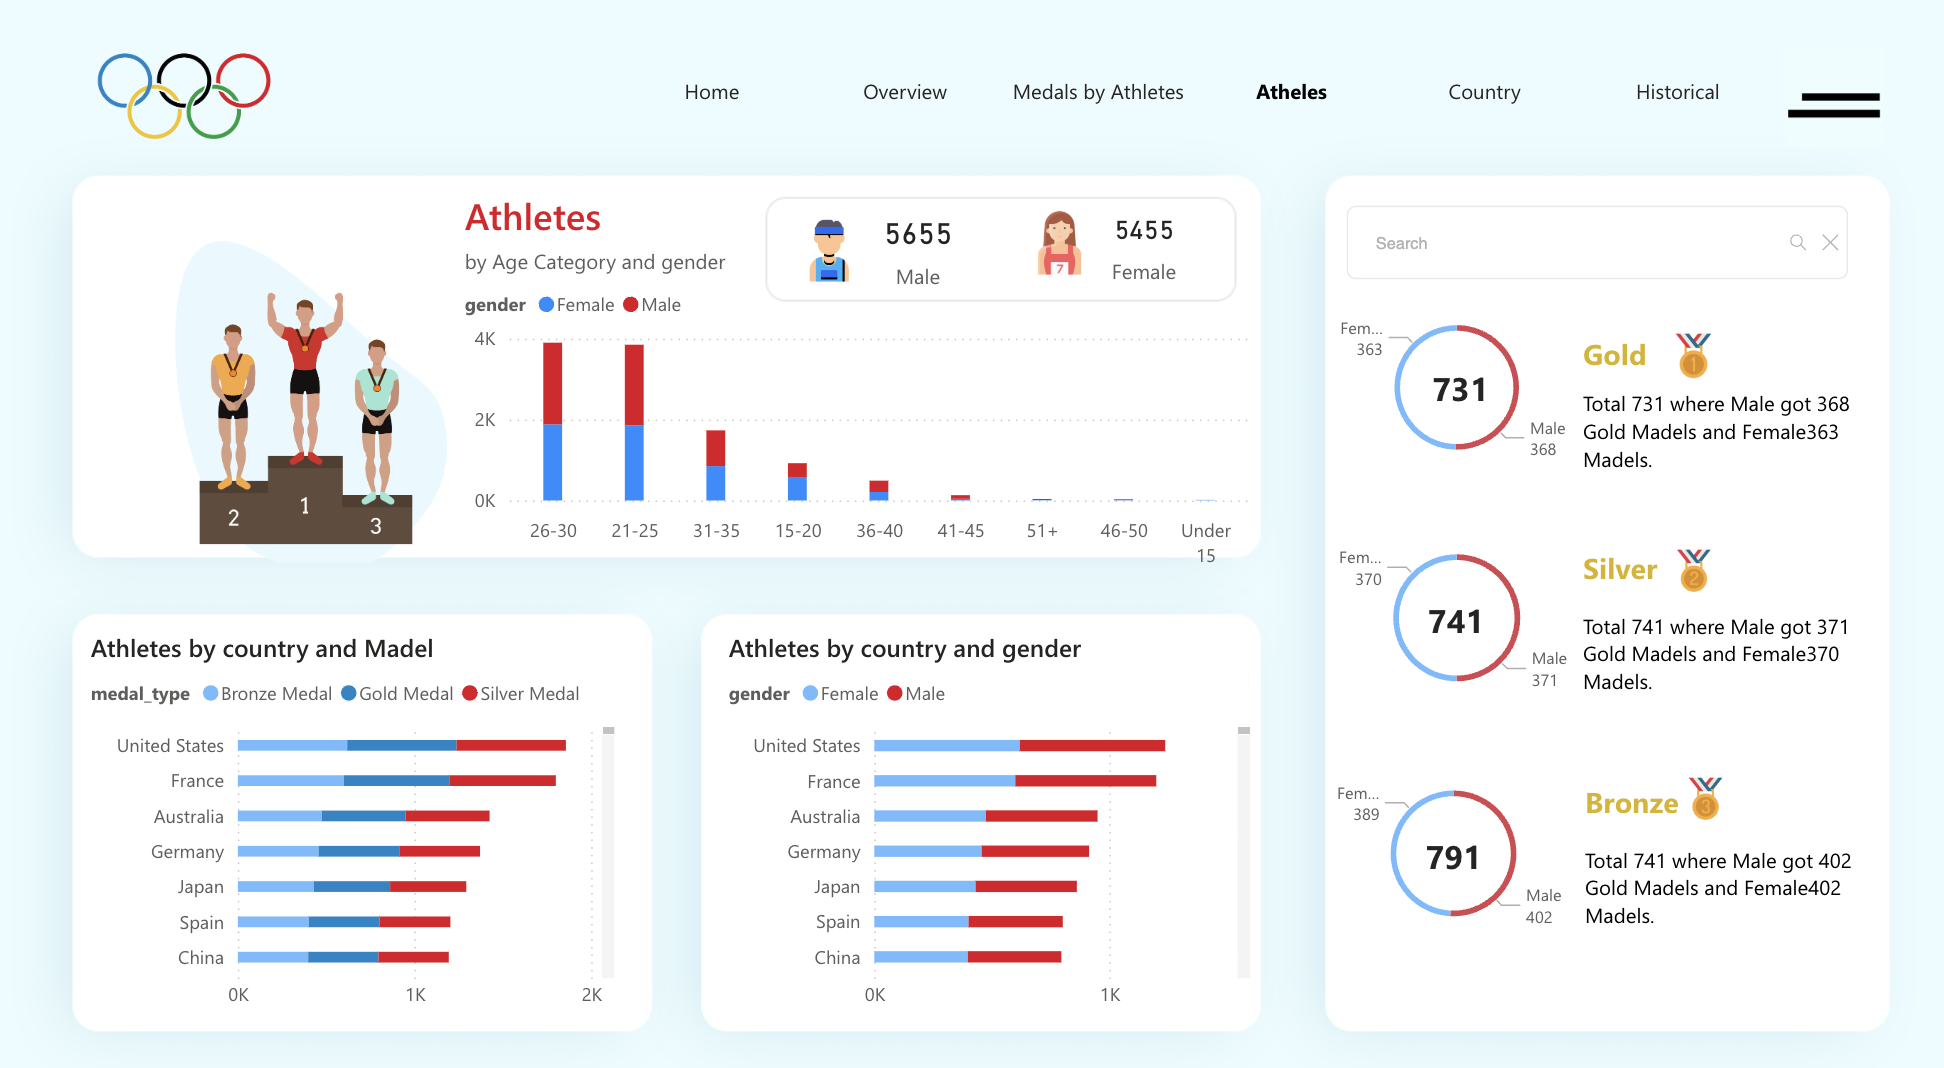 Home
Overview
Medals by Athletes
Atheles
Country
Historical
Athletes
by Age Category and gender
gender Female Male
5655
Male
5455
Female
7
4K
2K
0K
26-30 21-25 31-35 15-20 36-40 41-45 51+ 46-50 Under
15
2
1
3
Athletes by country and Madel
medal_type Bronze Medal Gold Medal Silver Medal
United States
France
Australia
Germany
Japan
Spain
China
0K 1K 2K
Athletes by country and gender
gender Female Male
United States
France
Australia
Germany
Japan
Spain
China
0K 1K
Search
Fem...
363
731
Male
368
Gold
1
Total 731 where Male got 368
Gold Madels and Female363
Madels.
Fem...
370
741
Male
371
Silver
2
Total 741 where Male got 371
Gold Madels and Female370
Madels.
Fem...
389
791
Male
402
Bronze
3
Total 741 where Male got 402
Gold Madels and Female402
Madels.